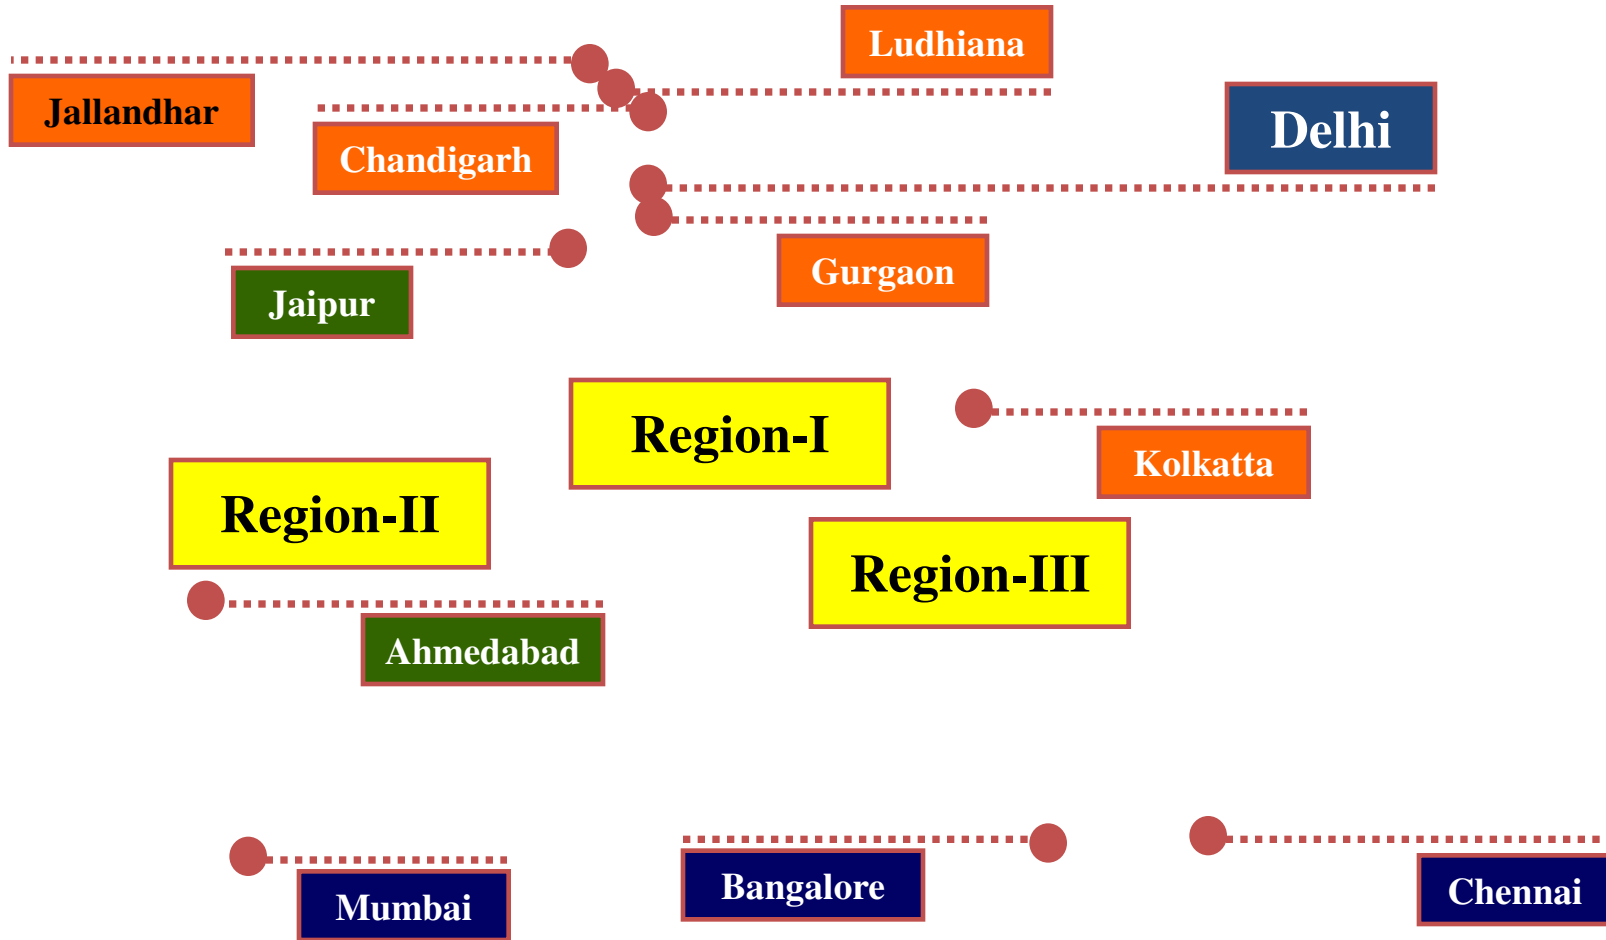 Ludhiana
Jallandhar
Delhi
Chandigarh
Gurgaon
Jaipur
Region-I
Kolkatta
Region-II
Region-III
Ahmedabad
Bangalore
Chennai
Mumbai